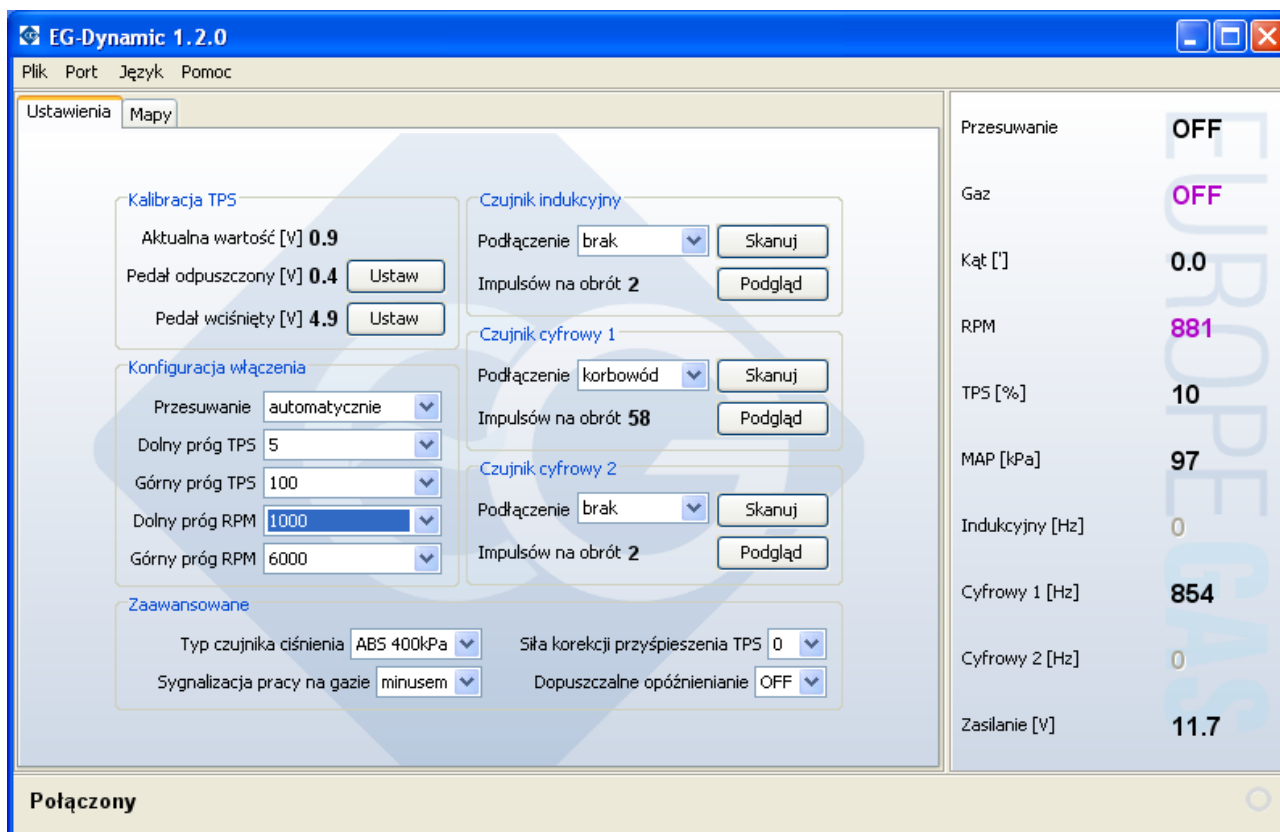 EG-Dynamic 1.2.0
Plik Port Język Pomoc
Ustawienia Mapy
Kalibracja TPS
Aktualna wartość [V] 0.9
Pedał odpuszczony [V] 0.4 Ustaw
Pedał wciśnięty [V] 4.9 Ustaw
Konfiguracja włączenia
Przesuwanie automatycznie
Dolny próg TPS 5
Górny próg TPS 100
Dolny próg RPM 1000
Górny próg RPM 6000
Czujnik indukcyjny
Podłączenie brak Skanuj
Impulsów na obrót 2 Podgląd
Czujnik cyfrowy 1
Podłączenie korbowód Skanuj
Impulsów na obrót 58 Podgląd
Czujnik cyfrowy 2
Podłączenie brak Skanuj
Impulsów na obrót 2 Podgląd
Zaawansowane
Typ czujnika ciśnienia ABS 400kPa Siła korekcji przyśpieszenia TPS 0
Sygnalizacja pracy na gazie minusem Dopuszczalne opóźnienianie OFF
Przesuwanie OFF
Gaz OFF
Kąt ['] 0.0
RPM 881
TPS [%] 10
MAP [kPa] 97
Indukcyjny [Hz] 0
Cyfrowy 1 [Hz] 854
Cyfrowy 2 [Hz] 0
Zasilanie [V] 11.7
EUROPE GAS
Połączony